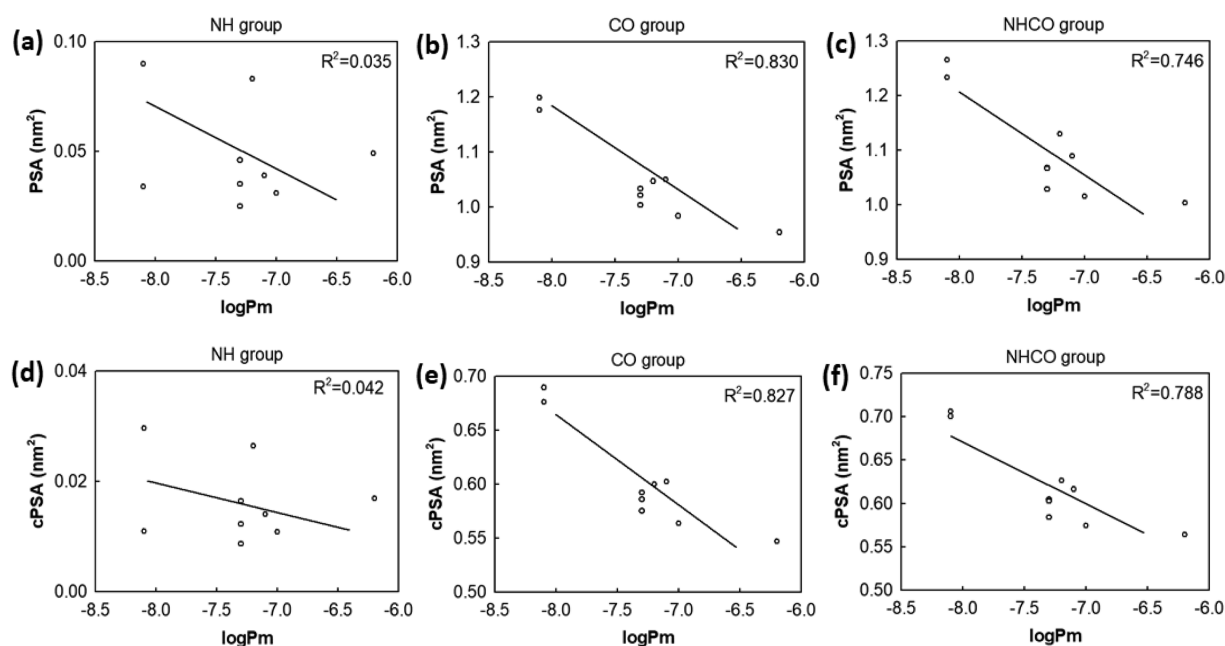 (a)
NH group
R²=0.035
0.10
0.05
0.00
PSA (nm²)
-8.5 -8.0 -7.5 -7.0 -6.5 -6.0
logPm
(b)
CO group
R²=0.830
1.3
1.2
1.1
1.0
0.9
PSA (nm²)
-8.5 -8.0 -7.5 -7.0 -6.5 -6.0
logPm
(c)
NHCO group
R²=0.746
1.3
1.2
1.1
1.0
0.9
PSA (nm²)
-8.5 -8.0 -7.5 -7.0 -6.5 -6.0
logPm
(d)
NH group
R²=0.042
0.04
0.02
0.00
cPSA (nm²)
-8.5 -8.0 -7.5 -7.0 -6.5 -6.0
logPm
(e)
CO group
R²=0.827
0.70
0.65
0.60
0.55
0.50
cPSA (nm²)
-8.5 -8.0 -7.5 -7.0 -6.5 -6.0
logPm
(f)
NHCO group
R²=0.788
0.75
0.70
0.65
0.60
0.55
0.50
cPSA (nm²)
-8.5 -8.0 -7.5 -7.0 -6.5 -6.0
logPm